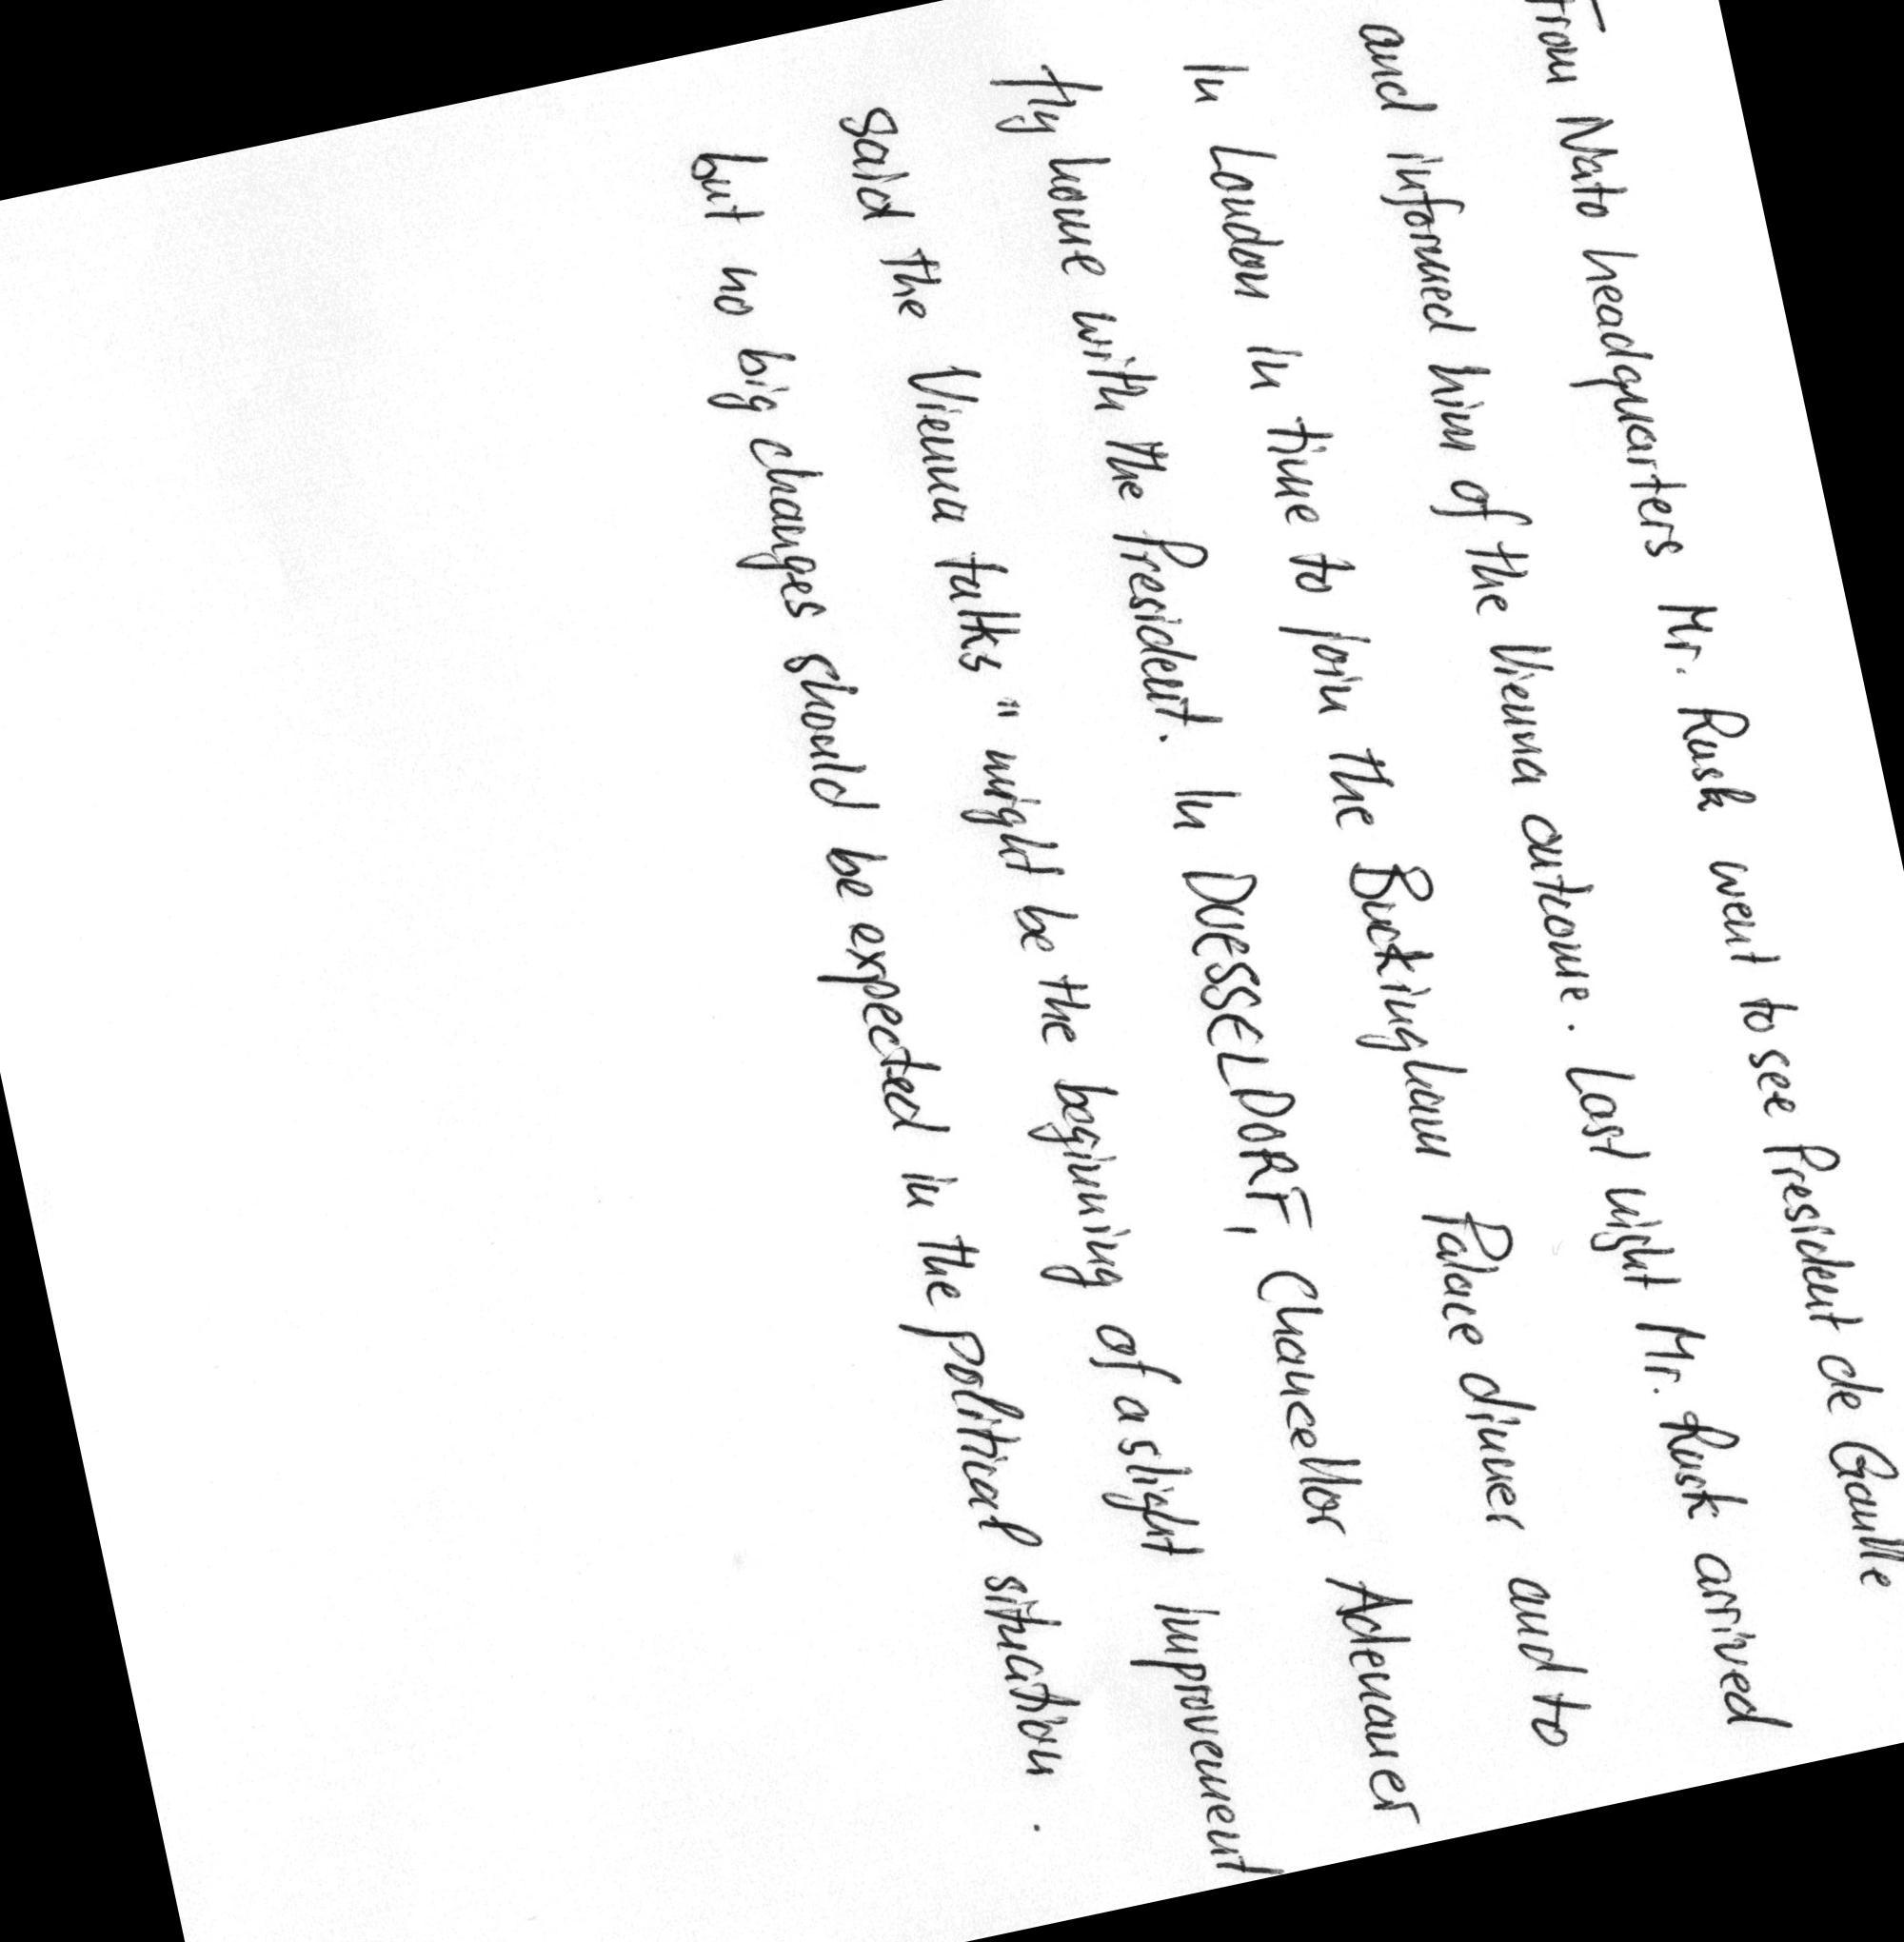 From Nato headquarters Mr. Rusk went to see President de Gaulle
and informed him of the Vienna outcome. Last night Mr. Rusk arrived
in London in time to join the Buckingham Palace dinner and to
fly home with the President. In DUESSELDORF, Chancellor Adenauer
said the Vienna talks " might be the beginning of a slight improvement
but no big changes should be expected in the political situation.